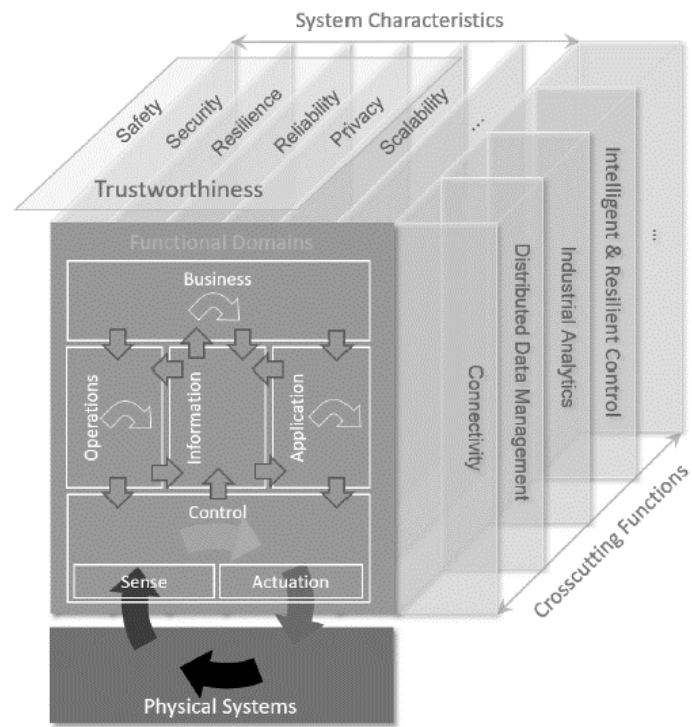 System Characteristics
Safety
Security
Resilience
Reliability
Privacy
Scalability
...
Trustworthiness
Functional Domains
Business
Operations
Information
Application
Control
Sense
Actuation
Physical Systems
Connectivity
Distributed Data Management
Industrial Analytics
Intelligent & Resilient Control
...
Crosscutting Functions